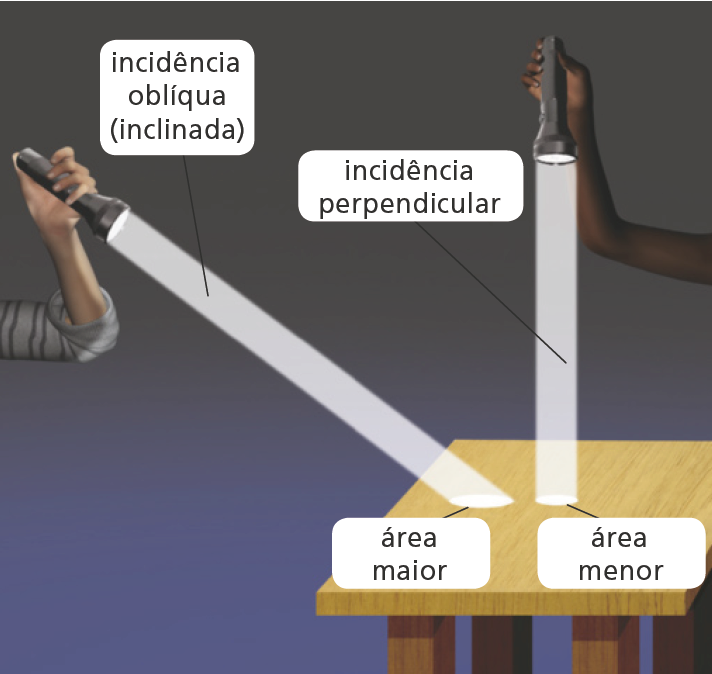 incidência
oblíqua
(inclinada)
incidência
perpendicular
área
maior
área
menor